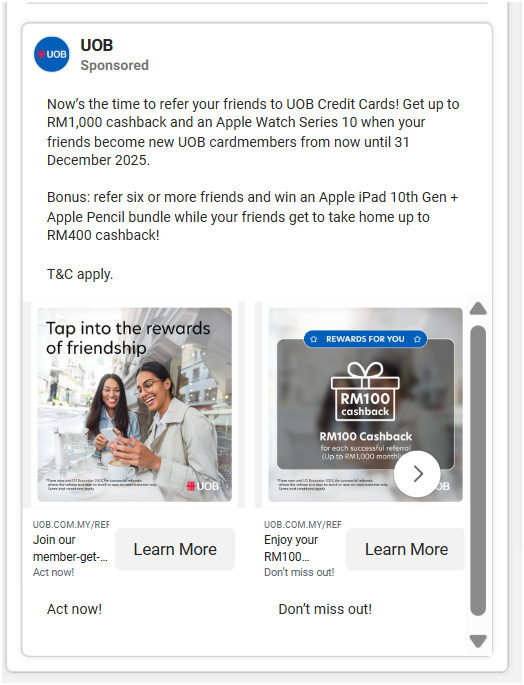 UOB
UOB
Sponsored
Now's the time to refer your friends to UOB Credit Cards! Get up to
RM1,000 cashback and an Apple Watch Series 10 when your
friends become new UOB cardmembers from now until 31
December 2025.
Bonus: refer six or more friends and win an Apple iPad 10th Gen +
Apple Pencil bundle while your friends get to take home up to
RM400 cashback!
T&C apply.
Tap into the rewards
of friendship
UOB
REWARDS FOR YOU
RM100
cashback
RM100 Cashback
for each successful referral
(Up to RM1,000 monthly
OB
UOB.COM.MY/REF
Join our
member-get-...
Act now!
Learn More
UOB.COM.MY/REF
Enjoy your
RM100...
Don't miss out!
Learn More
Act now!
Don't miss out!